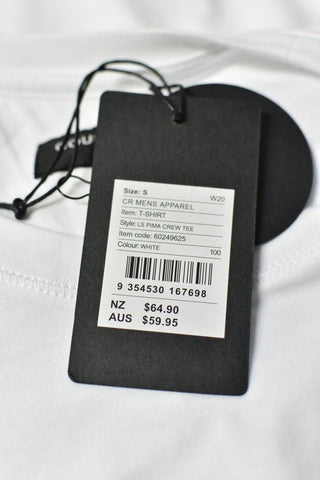 Size: S W20
CR MENS APPAREL
Item: T-SHIRT
Style: LS PIMA CREW TEE
Item code: 60249625
Colour: WHITE 100
9 354530 167698
NZ $64.90
AUS $59.95